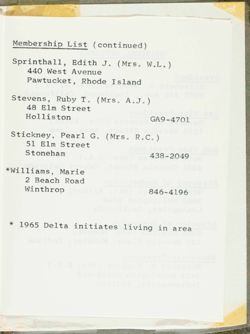 Membership List (continued)
Sprinthall, Edith J. (Mrs. W.L.)
440 West Avenue
Pawtucket, Rhode Island
Stevens, Ruby T. (Mrs. A.J.)
48 Elm Street
Holliston GA9-4701
Stickney, Pearl G. (Mrs. R.C.)
51 Elm Street
Stoneham 438-2049
*Williams, Marie
2 Beach Road
Winthrop 846-4196
* 1965 Delta initiates living in area